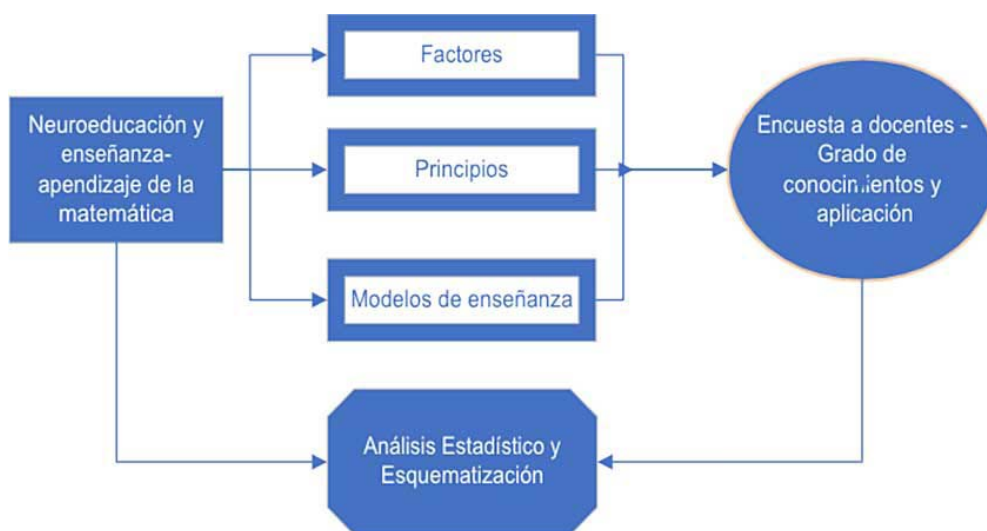 Neuroeducación y
enseñanza-
apendizaje de la
matemática
Factores
Principios
Modelos de enseñanza
Encuesta a docentes -
Grado de
conocimientos y
aplicación
Análisis Estadístico y
Esquematización